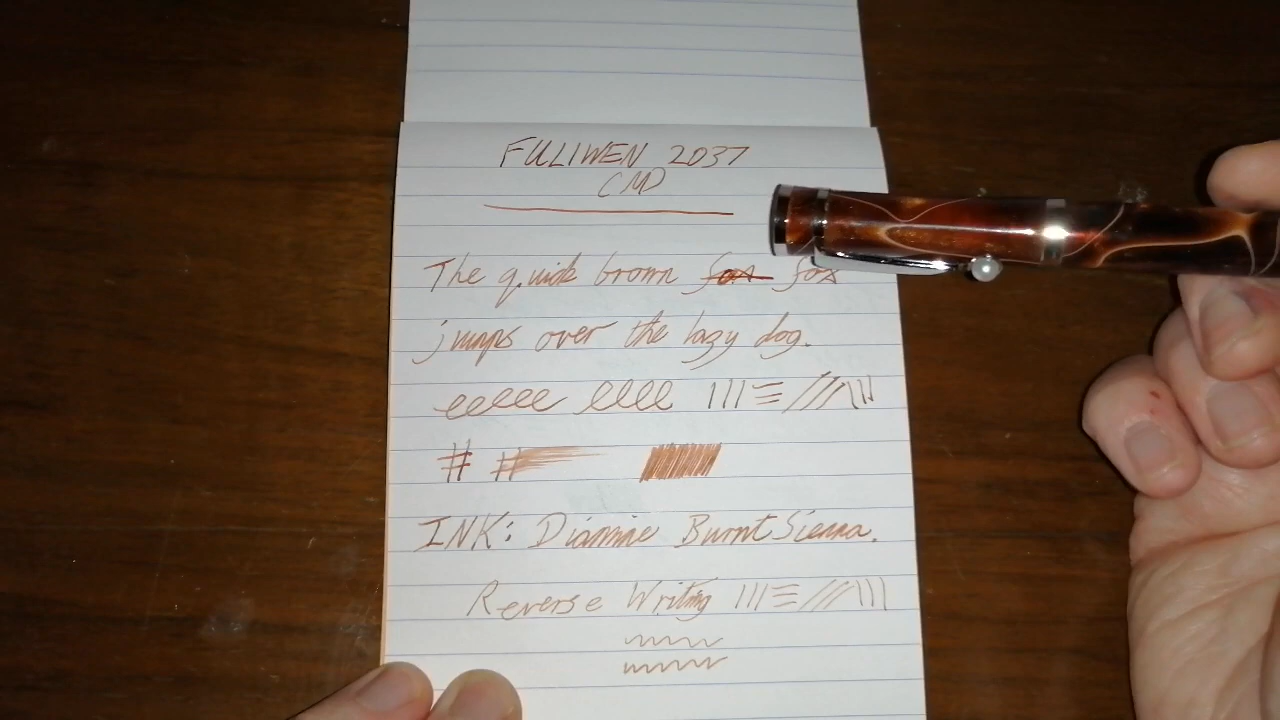 FULIWEN 2037
(M)
The quick brown fox fox
jumps over the lazy dog.
eeeee llll
# #
INK: Diamine Burnt Sienna.
Reverse Writing